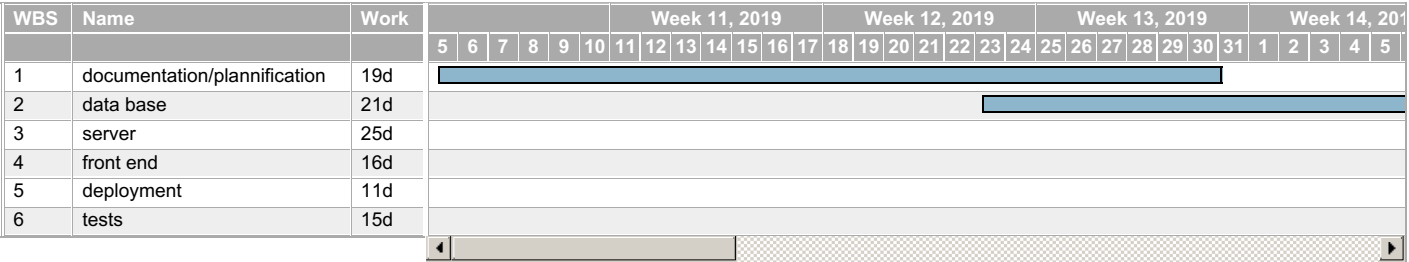 WBS Name Work Week 11, 2019 Week 12, 2019 Week 13, 2019 Week 14, 201
5 6 7 8 9 10 11 12 13 14 15 16 17 18 19 20 21 22 23 24 25 26 27 28 29 30 31 1 2 3 4 5
1 documentation/plannification 19d
2 data base 21d
3 server 25d
4 front end 16d
5 deployment 11d
6 tests 15d